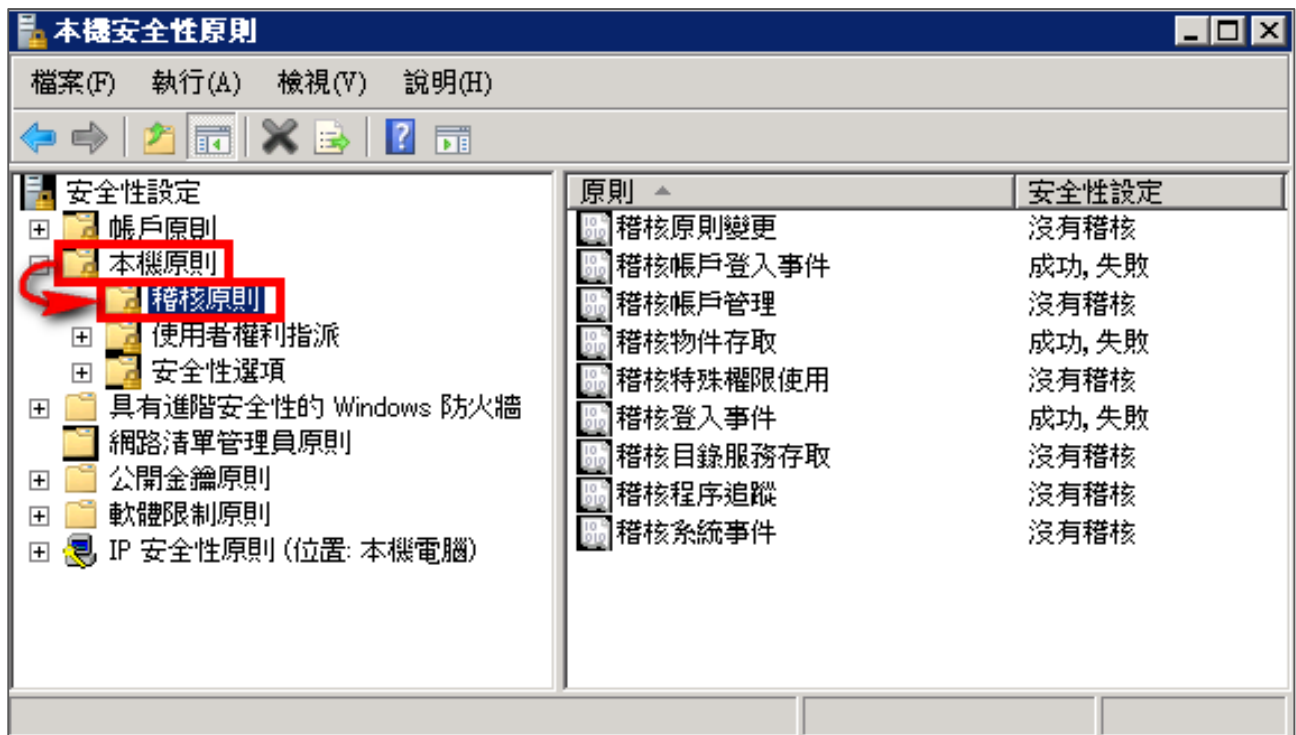 本機安全性原則
檔案(F) 執行(A) 檢視(V) 說明(H)
安全性設定
帳戶原則
本機原則
稽核原則
使用者權利指派
安全性選項
具有進階安全性的 Windows 防火牆
網路清單管理員原則
公開金鑰原則
軟體限制原則
IP 安全性原則 (位置: 本機電腦)
原則 安全性設定
稽核原則變更 沒有稽核
稽核帳戶登入事件 成功, 失敗
稽核帳戶管理 沒有稽核
稽核物件存取 成功, 失敗
稽核特殊權限使用 沒有稽核
稽核登入事件 成功, 失敗
稽核目錄服務存取 沒有稽核
稽核程序追蹤 沒有稽核
稽核系統事件 沒有稽核